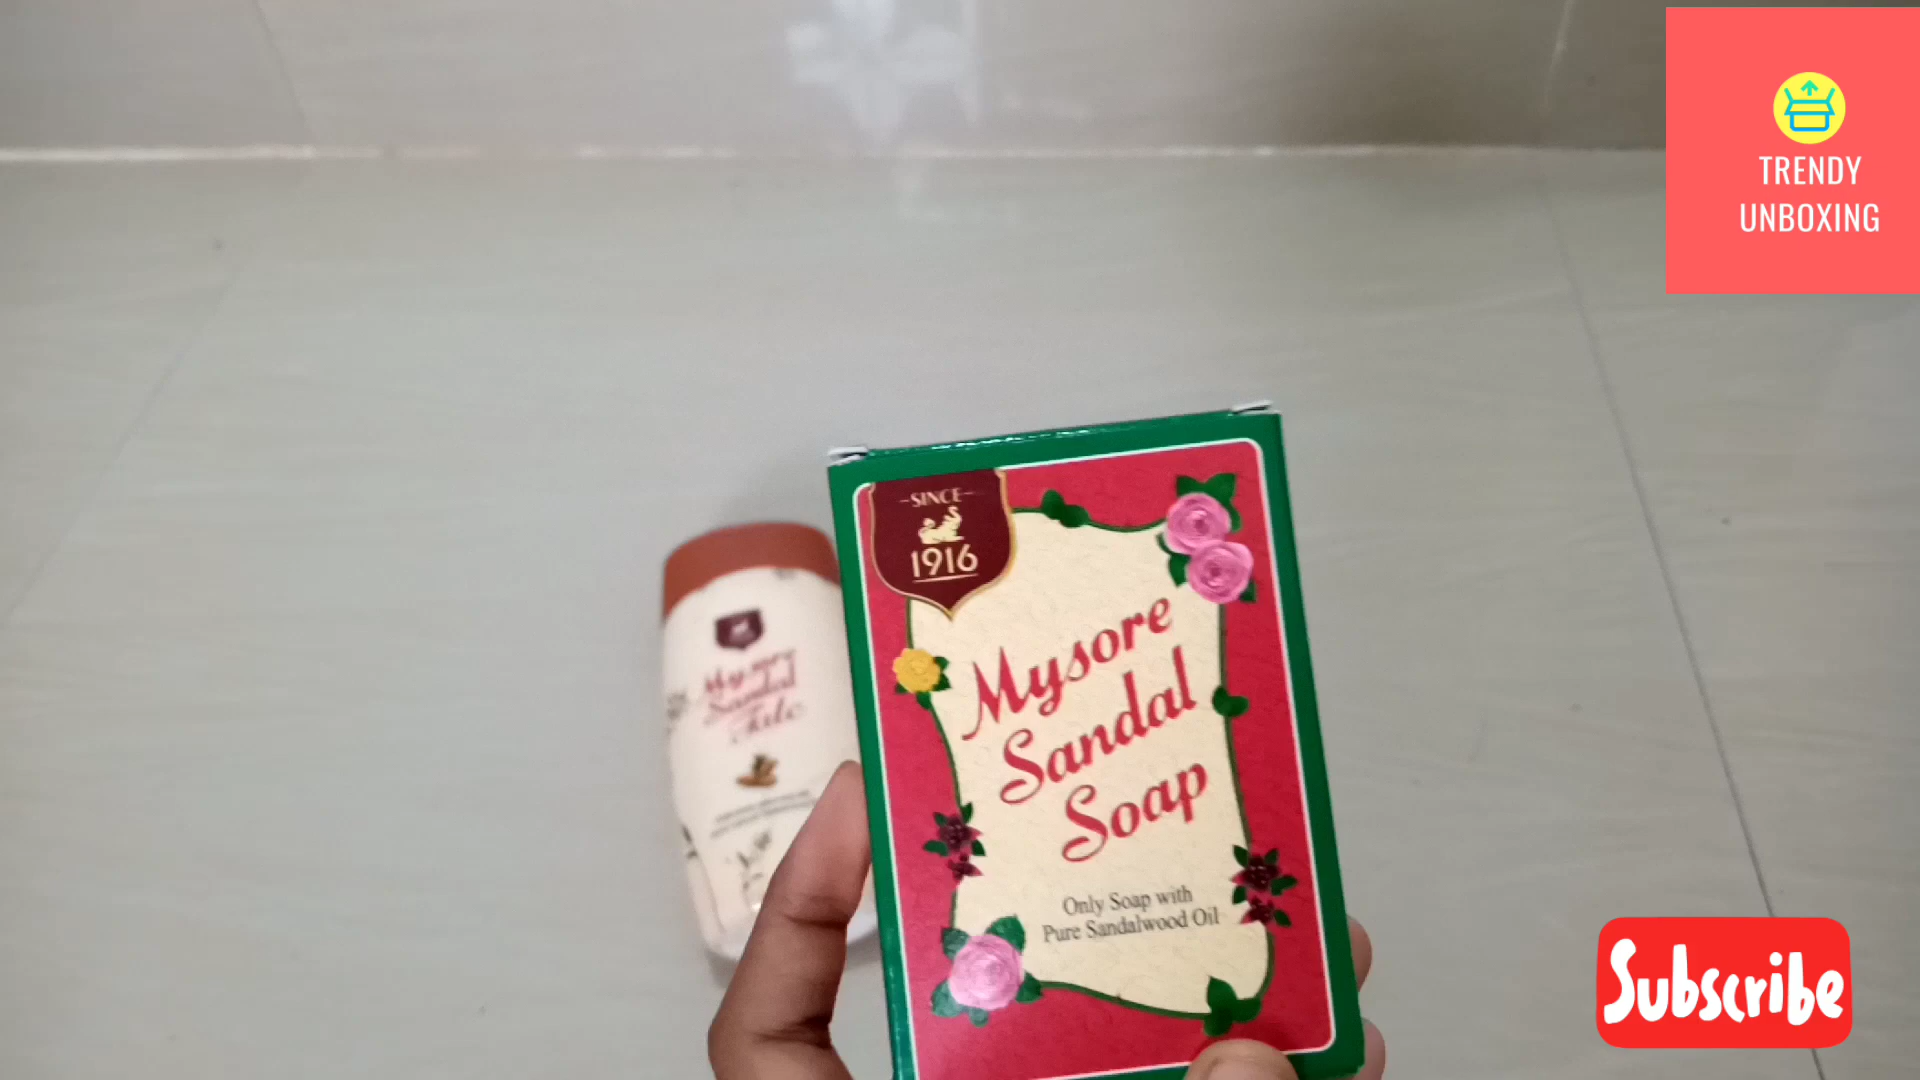 TRENDY
UNBOXING
-SINCE-
1916
Mysore
Sandal
Soap
Only Soap with
Pure Sandalwood Oil
Mysore
Sandal
Talc
Subscribe